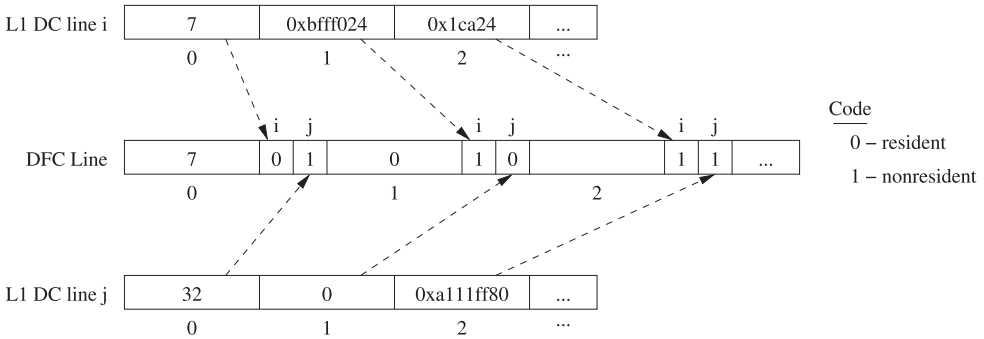 L1 DC line i 7 0xbfff024 0x1ca24 ...
0 1 2 ...
Code
i j i j i j
0 – resident
DFC Line 7 0 1 0 1 0 1 1 ...
1 – nonresident
0 1 2
L1 DC line j 32 0 0xa111ff80 ...
0 1 2 ...